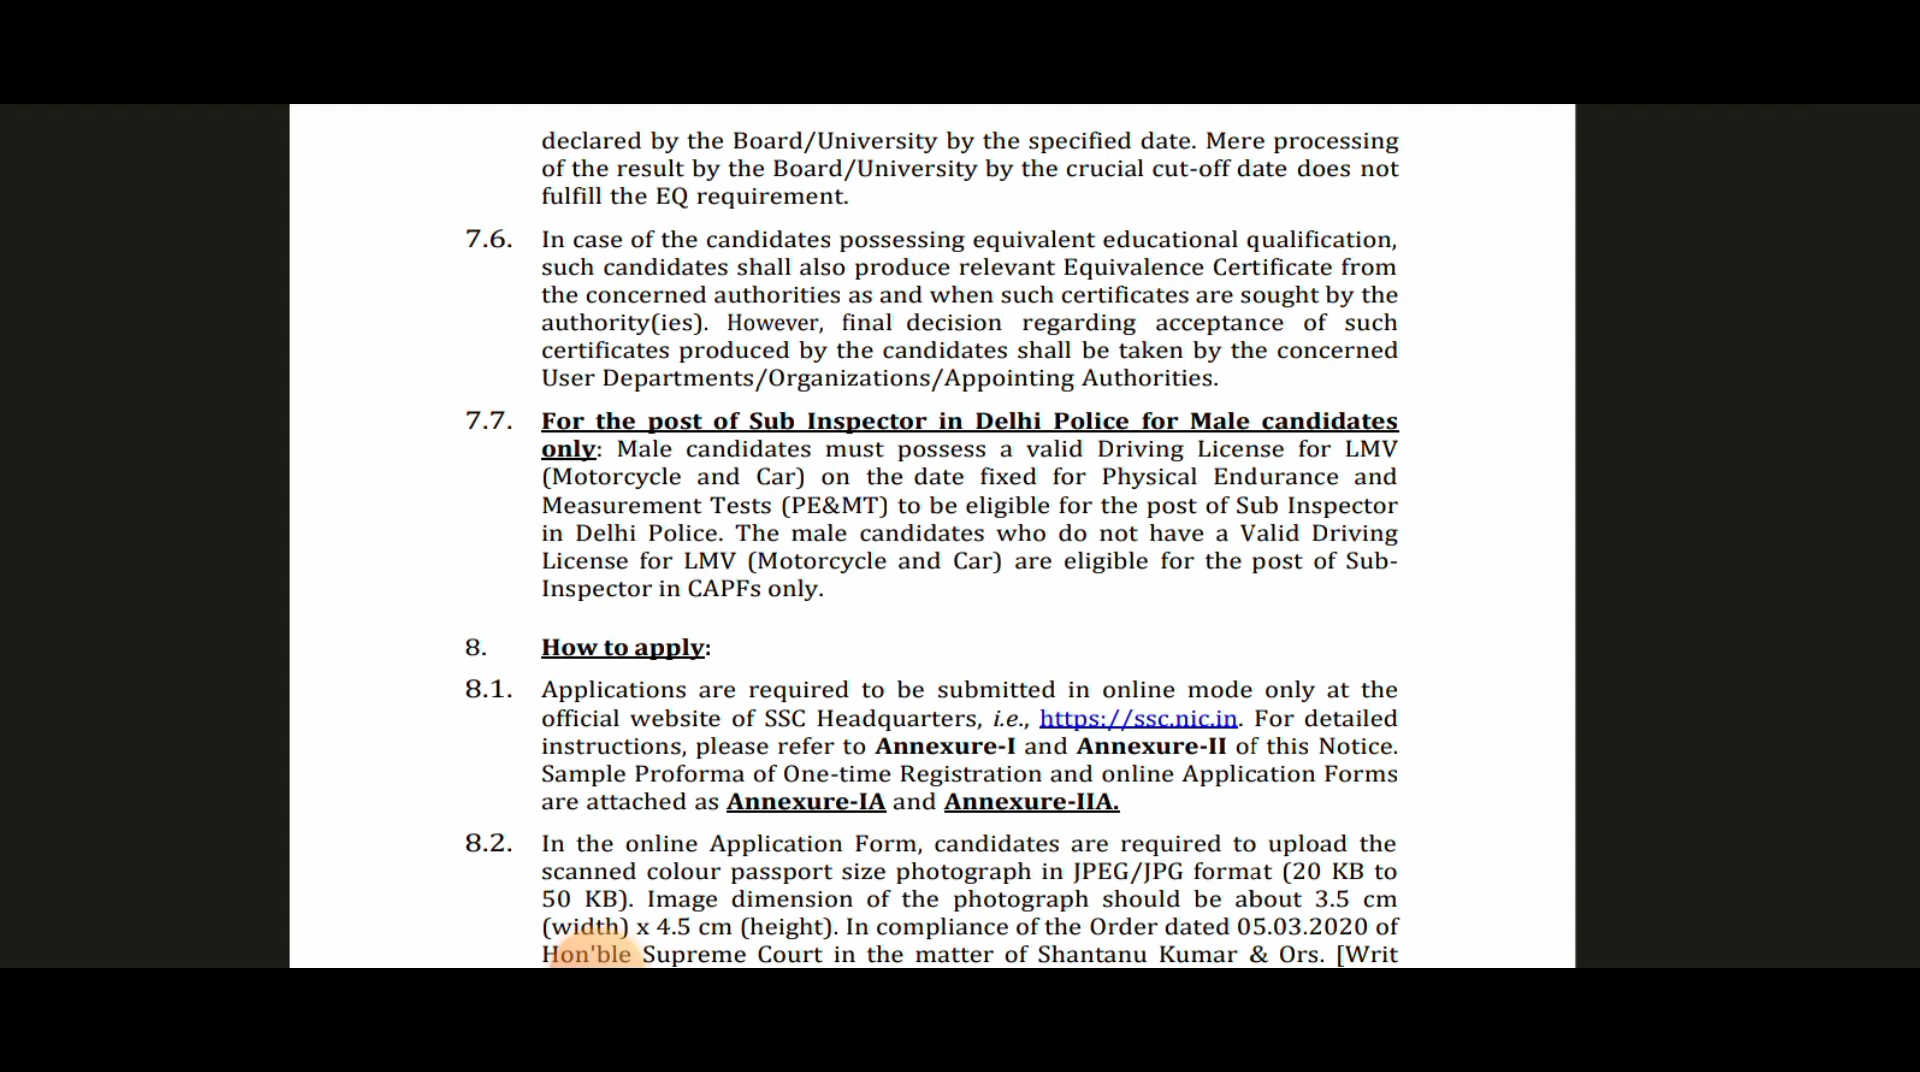 declared by the Board/University by the specified date. Mere processing
of the result by the Board/University by the crucial cut-off date does not
fulfill the EQ requirement.
7.6. In case of the candidates possessing equivalent educational qualification,
such candidates shall also produce relevant Equivalence Certificate from
the concerned authorities as and when such certificates are sought by the
authority(ies). However, final decision regarding acceptance of such
certificates produced by the candidates shall be taken by the concerned
User Departments/Organizations/Appointing Authorities.
7.7. For the post of Sub Inspector in Delhi Police for Male candidates
only: Male candidates must possess a valid Driving License for LMV
(Motorcycle and Car) on the date fixed for Physical Endurance and
Measurement Tests (PE&MT) to be eligible for the post of Sub Inspector
in Delhi Police. The male candidates who do not have a Valid Driving
License for LMV (Motorcycle and Car) are eligible for the post of Sub-
Inspector in CAPFs only.
8. How to apply:
8.1. Applications are required to be submitted in online mode only at the
official website of SSC Headquarters, i.e., https://ssc.nic.in. For detailed
instructions, please refer to Annexure-I and Annexure-II of this Notice.
Sample Proforma of One-time Registration and online Application Forms
are attached as Annexure-IA and Annexure-IIA.
8.2. In the online Application Form, candidates are required to upload the
scanned colour passport size photograph in JPEG/JPG format (20 KB to
50 KB). Image dimension of the photograph should be about 3.5 cm
(width) x 4.5 cm (height). In compliance of the Order dated 05.03.2020 of
Hon'ble Supreme Court in the matter of Shantanu Kumar & Ors. [Writ